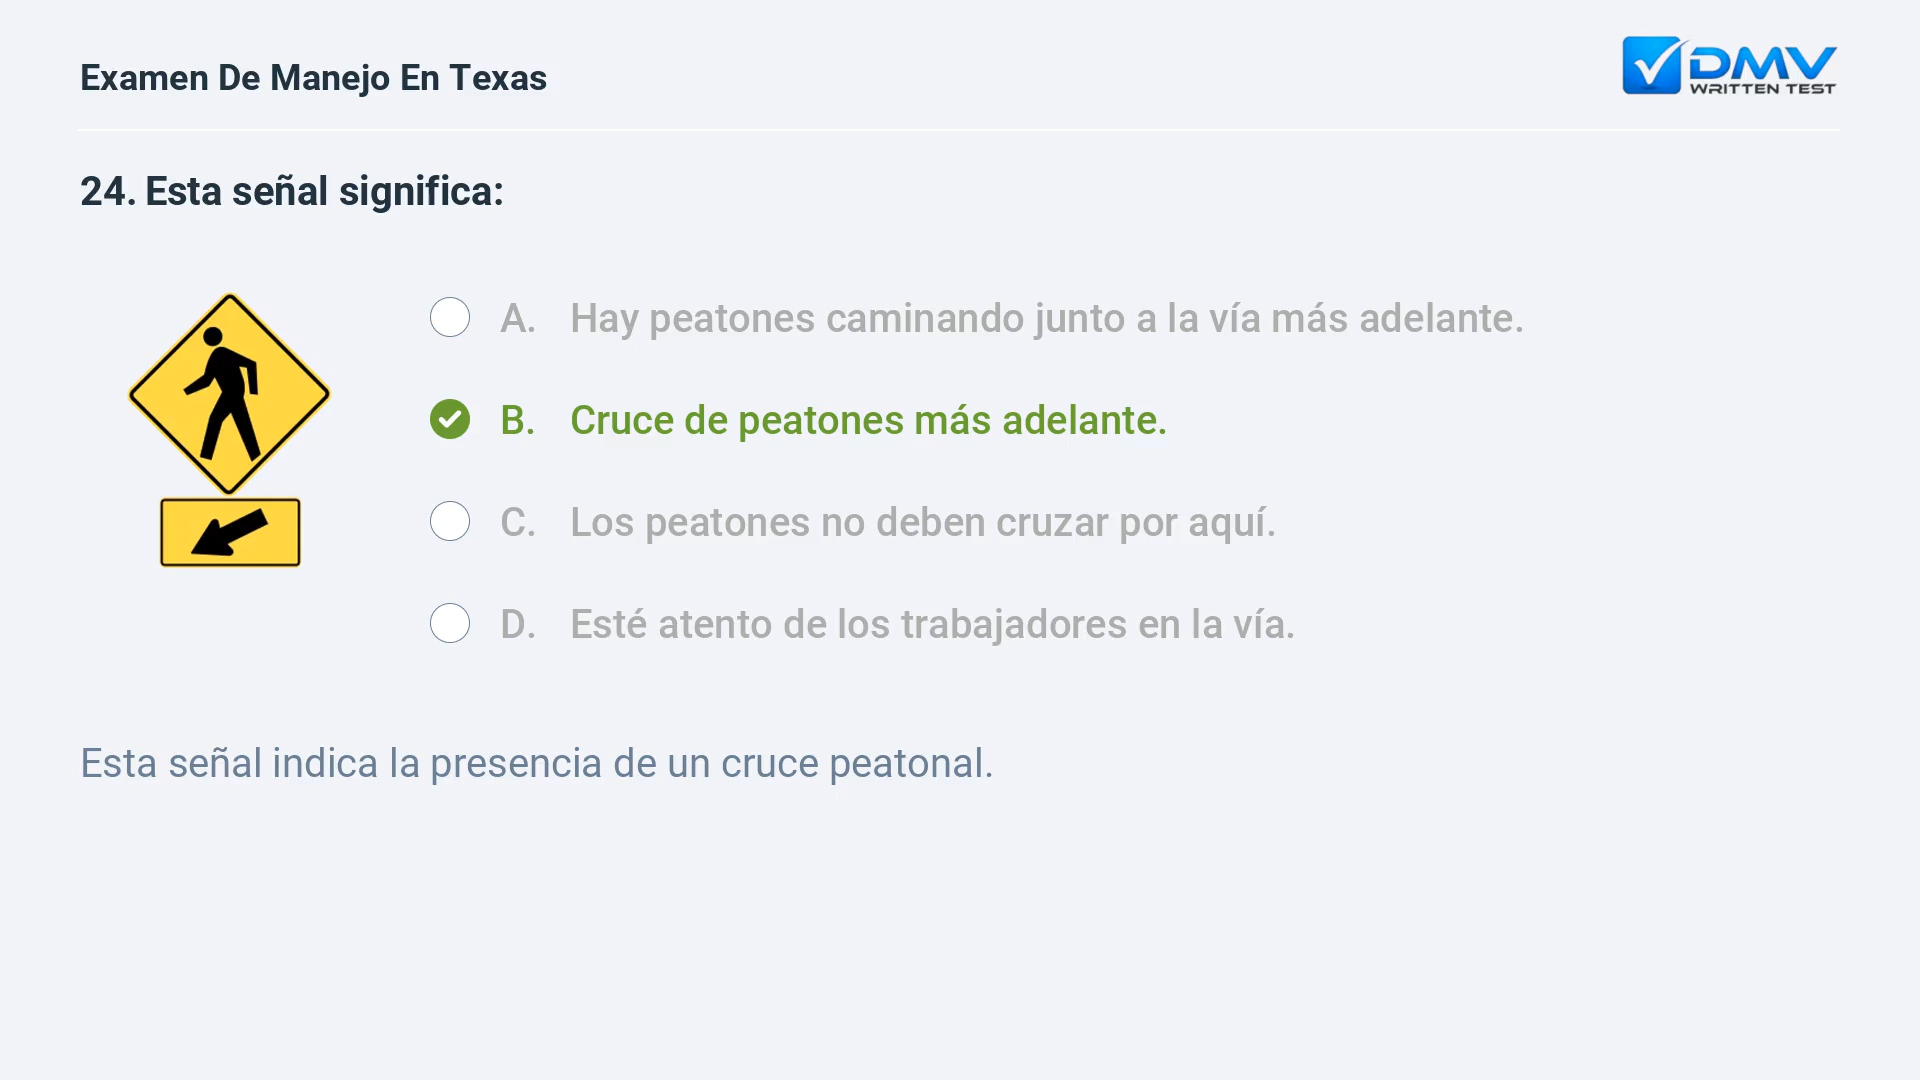 Examen De Manejo En Texas
DMV
WRITTEN TEST
24. Esta señal significa:
A. Hay peatones caminando junto a la vía más adelante.
B. Cruce de peatones más adelante.
C. Los peatones no deben cruzar por aquí.
D. Esté atento de los trabajadores en la vía.
Esta señal indica la presencia de un cruce peatonal.